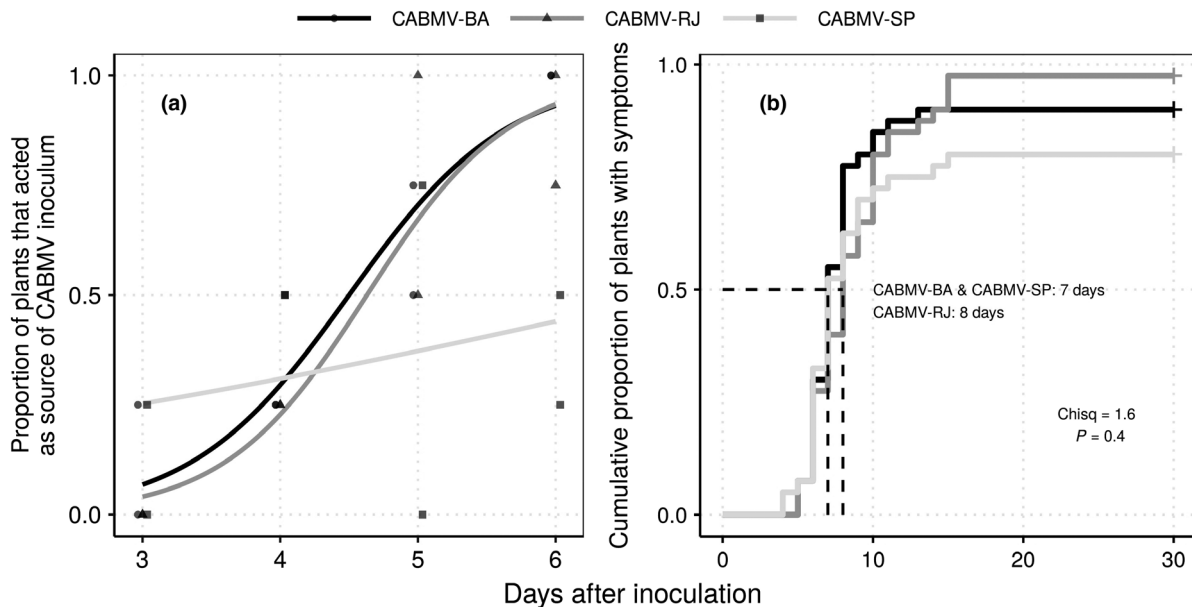 CABMV-BA CABMV-RJ CABMV-SP
Proportion of plants that acted
as source of CABMV inoculum
1.0
0.5
0.0
(a)
3 4 5 6
Cumulative proportion of plants with symptoms
1.0
0.5
0.0
(b)
CABMV-BA & CABMV-SP: 7 days
CABMV-RJ: 8 days
Chisq = 1.6
P = 0.4
0 10 20 30
Days after inoculation